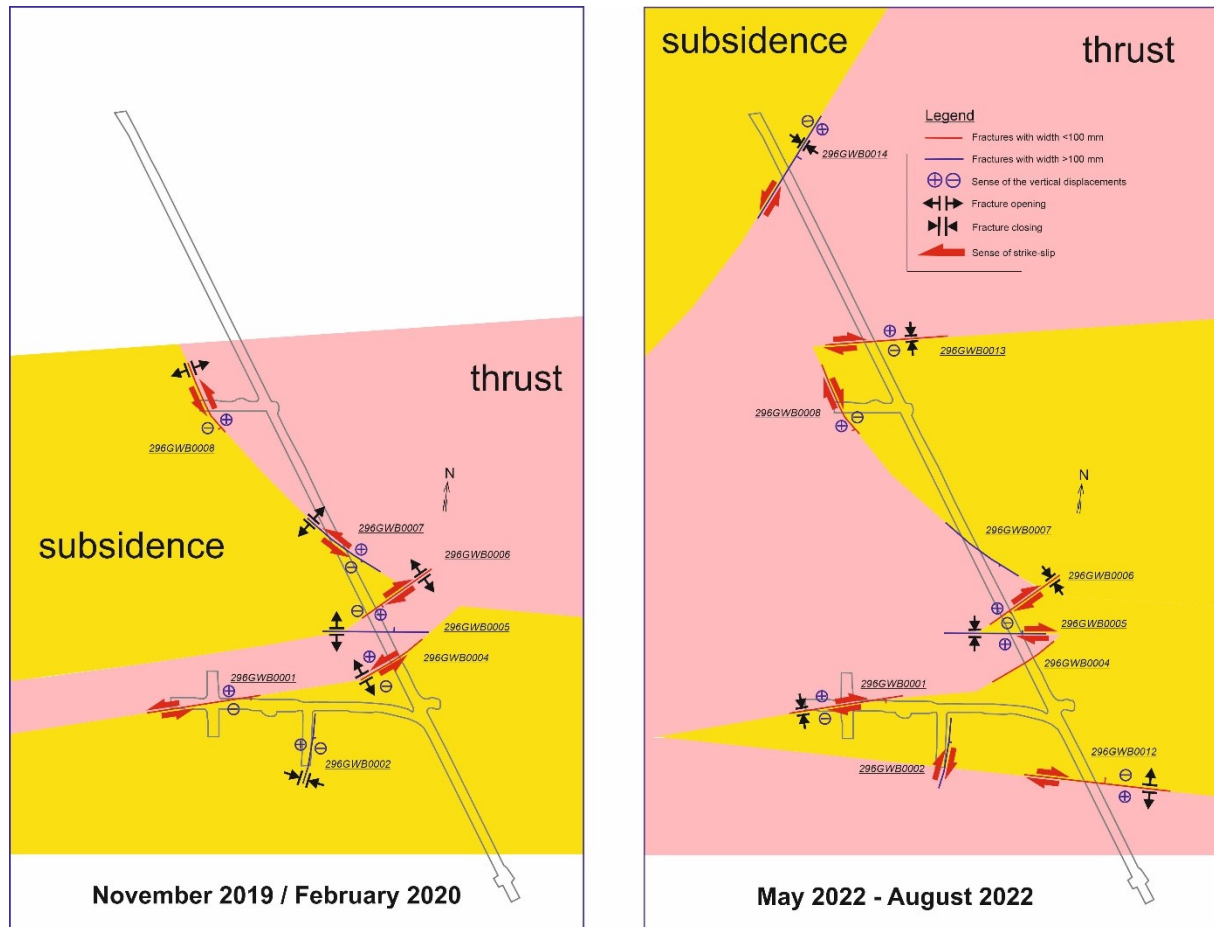 thrust
296GWB0008
subsidence
N
296GWB0007
296GWB0006
296GWB0005
296GWB0004
296GWB0001
296GWB0002
November 2019 / February 2020
subsidence
thrust
Legend
Fractures with width <100 mm
Fractures with width >100 mm
Sense of the vertical displacements
Fracture opening
Fracture closing
Sense of strike-slip
296GWB0014
296GWB0013
296GWB0008
N
296GWB0007
296GWB0006
296GWB0005
296GWB0004
296GWB0001
296GWB0012
296GWB0002
May 2022 - August 2022